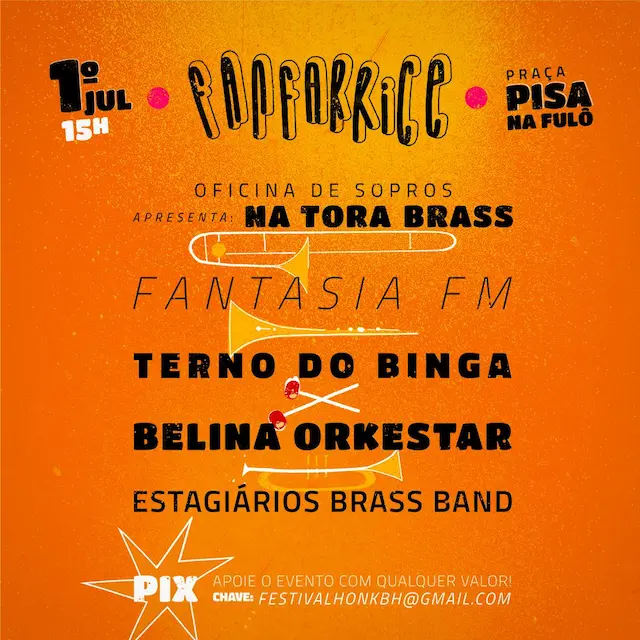 1º
JUL
15H
FANFARRICE
PRAÇA
PISA
NA FULÔ
OFICINA DE SOPROS
APRESENTA: NA TORA BRASS
FANTASIA FM
TERNO DO BINGA
BELINA ORKESTAR
ESTAGIÁRIOS BRASS BAND
PIX
APOIE O EVENTO COM QUALQUER VALOR!
CHAVE: FESTIVALHONKBH@GMAIL.COM